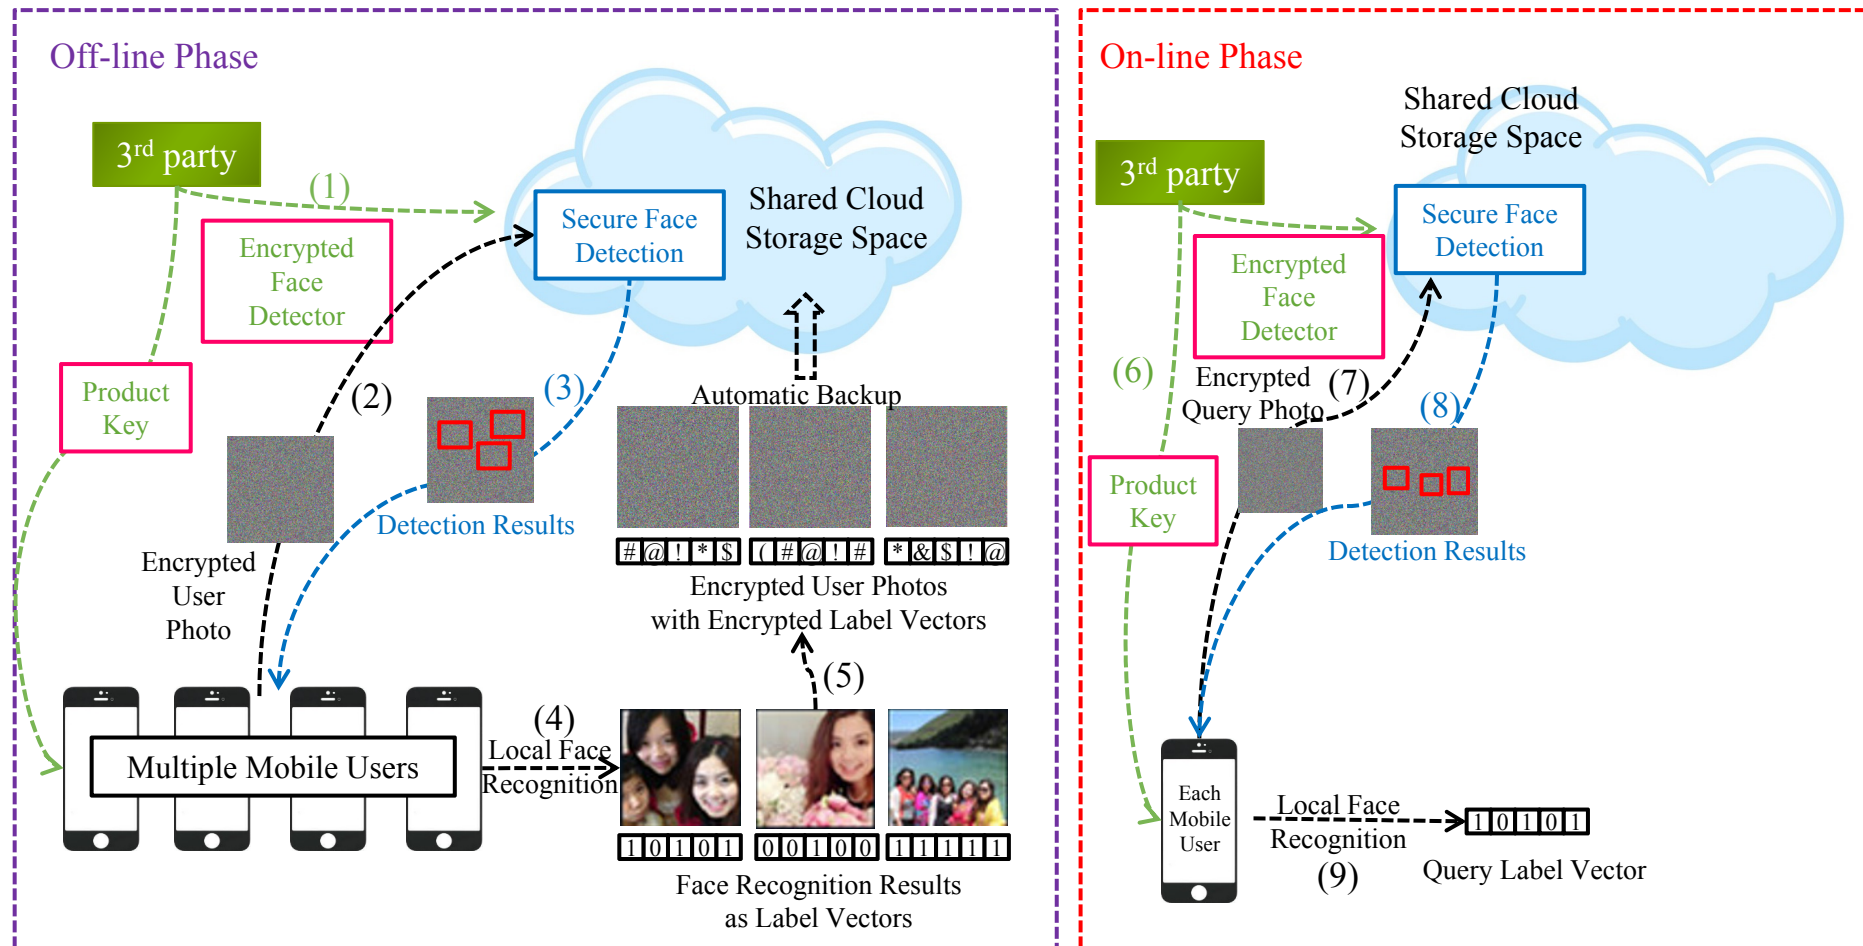 Off-line Phase
3rd party
(1)
Encrypted
Face
Detector
Product
Key
(2)
(3)
Secure Face
Detection
Shared Cloud
Storage Space
Automatic Backup
Detection Results
Encrypted
User
Photo
#@!*$
(#@!#
*&$!@
Encrypted User Photos
with Encrypted Label Vectors
(5)
Multiple Mobile Users
(4)
Local Face
Recognition
10101
00100
11111
Face Recognition Results
as Label Vectors
On-line Phase
Shared Cloud
Storage Space
3rd party
Secure Face
Detection
Encrypted
Face
Detector
(6)
Encrypted
Query Photo
(7)
(8)
Product
Key
Detection Results
Each
Mobile
User
Local Face
Recognition
(9)
10101
Query Label Vector